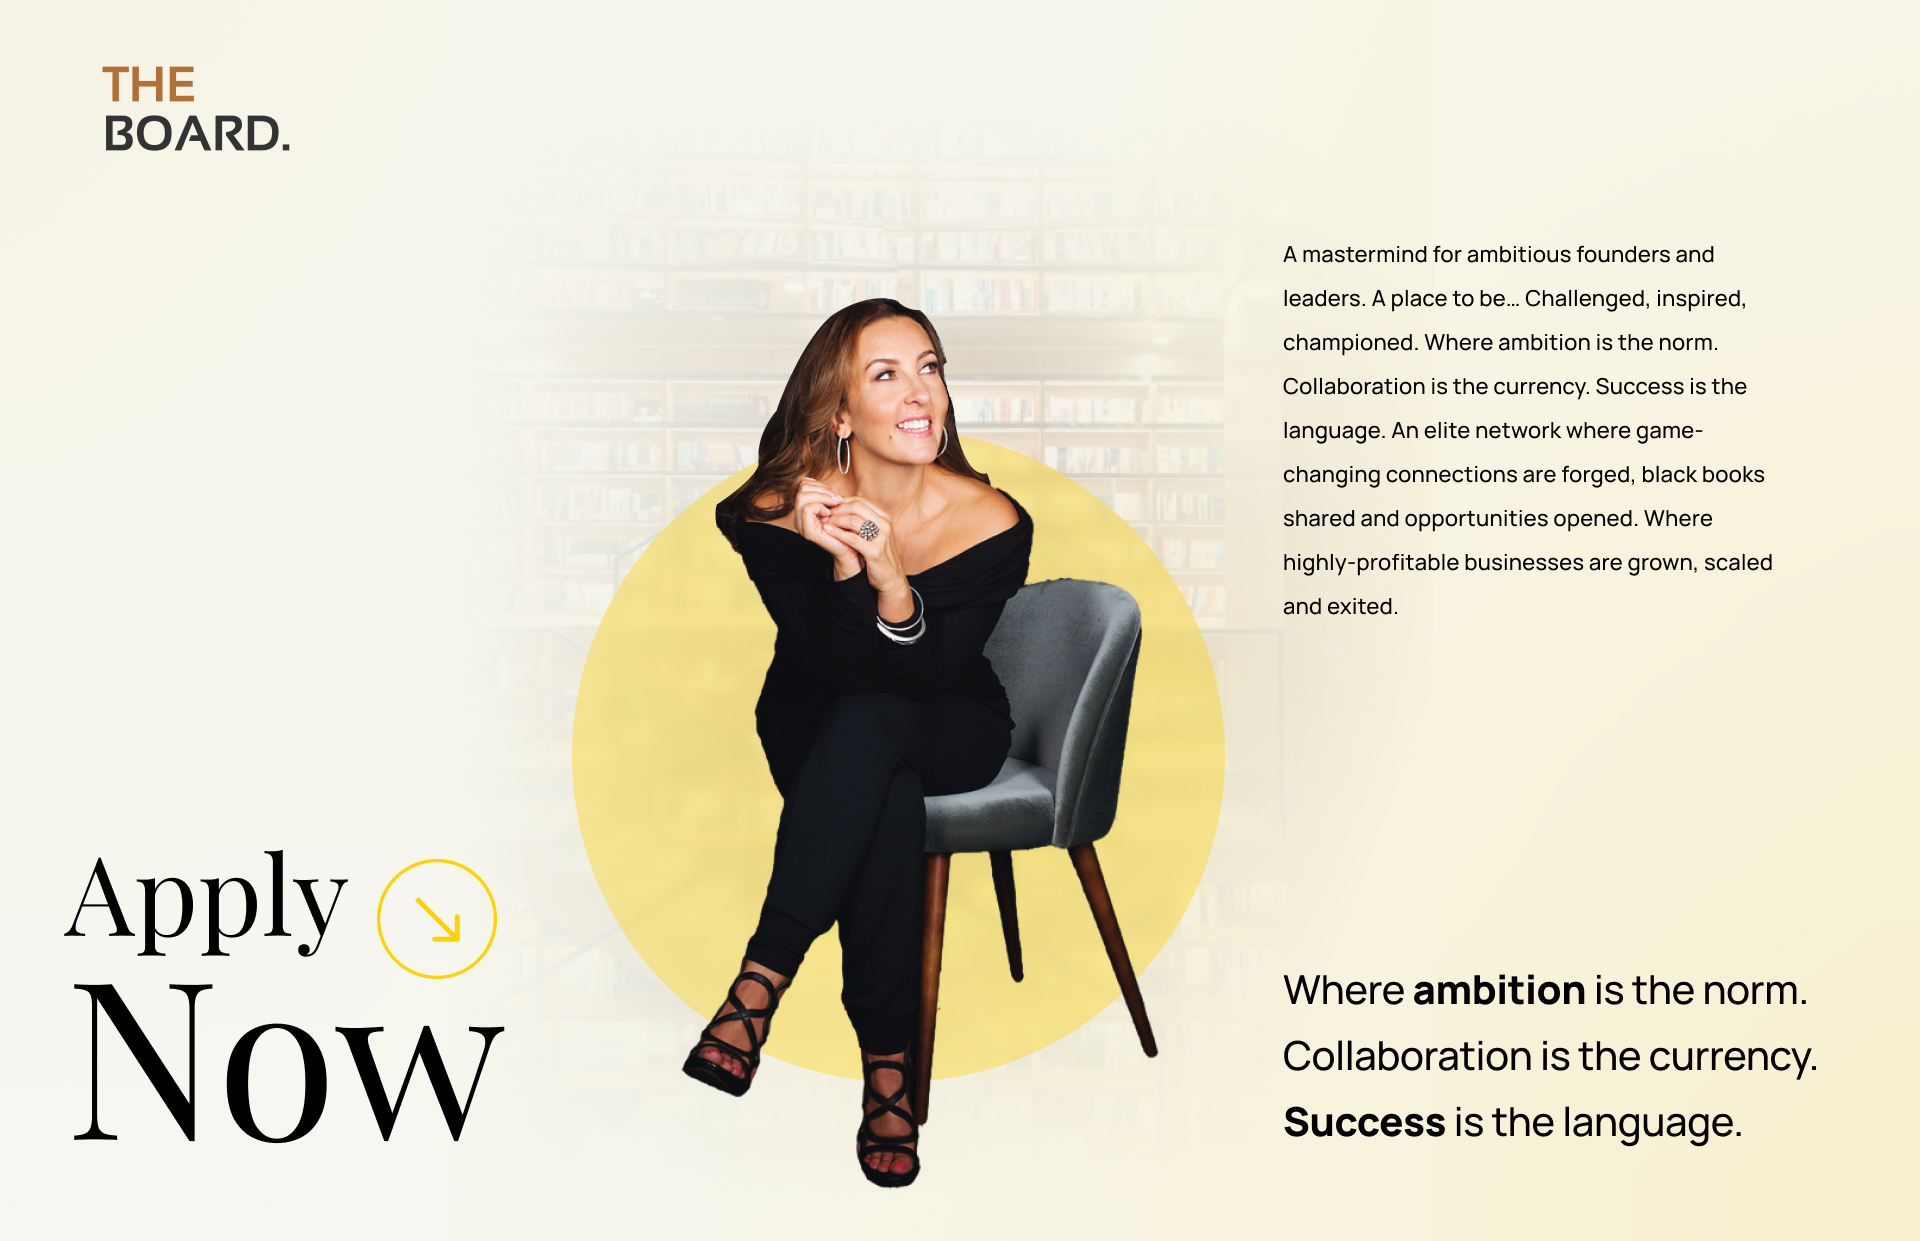 THE
BOARD.
A mastermind for ambitious founders and
leaders. A place to be... Challenged, inspired,
championed. Where ambition is the norm.
Collaboration is the currency. Success is the
language. An elite network where game-
changing connections are forged, black books
shared and opportunities opened. Where
highly-profitable businesses are grown, scaled
and exited.
Apply
Now
Where ambition is the norm.
Collaboration is the currency.
Success is the language.